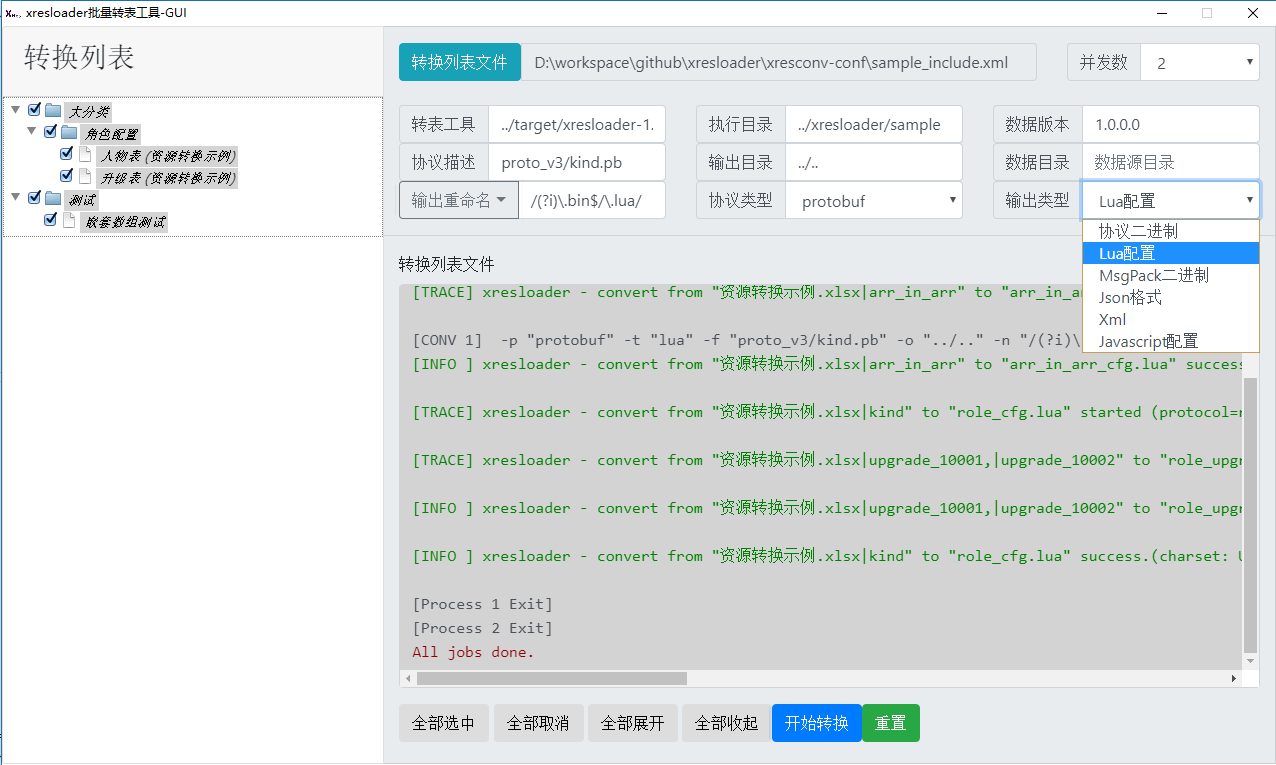 xresloader批量转表工具-GUI
转换列表
大分类
角色配置
人物表 (资源转换示例)
升级表 (资源转换示例)
测试
嵌套数组测试
转换列表文件 D:\workspace\github\xresloader\xresconv-conf\sample_include.xml 并发数 2
转表工具 ../target/xresloader-1. 执行目录 ../xresloader/sample 数据版本 1.0.0.0
协议描述 proto_v3/kind.pb 输出目录 ../.. 数据目录 数据源目录
输出重命名 /(?i)\.bin$/\.lua/ 协议类型 protobuf 输出类型 Lua配置
协议二进制
Lua配置
MsgPack二进制
Json格式
Xml
Javascript配置
转换列表文件
[TRACE] xresloader - convert from "资源转换示例.xlsx|arr_in_arr" to "arr_in_a
[CONV 1] -p "protobuf" -t "lua" -f "proto_v3/kind.pb" -o "../.." -n "/(?i)\
[INFO ] xresloader - convert from "资源转换示例.xlsx|arr_in_arr" to "arr_in_arr_cfg.lua" success
[TRACE] xresloader - convert from "资源转换示例.xlsx|kind" to "role_cfg.lua" started (protocol=
[TRACE] xresloader - convert from "资源转换示例.xlsx|upgrade_10001,|upgrade_10002" to "role_upg
[INFO ] xresloader - convert from "资源转换示例.xlsx|upgrade_10001,|upgrade_10002" to "role_upg
[INFO ] xresloader - convert from "资源转换示例.xlsx|kind" to "role_cfg.lua" success.(charset:
[Process 1 Exit]
[Process 2 Exit]
All jobs done.
全部选中 全部取消 全部展开 全部收起 开始转换 重置